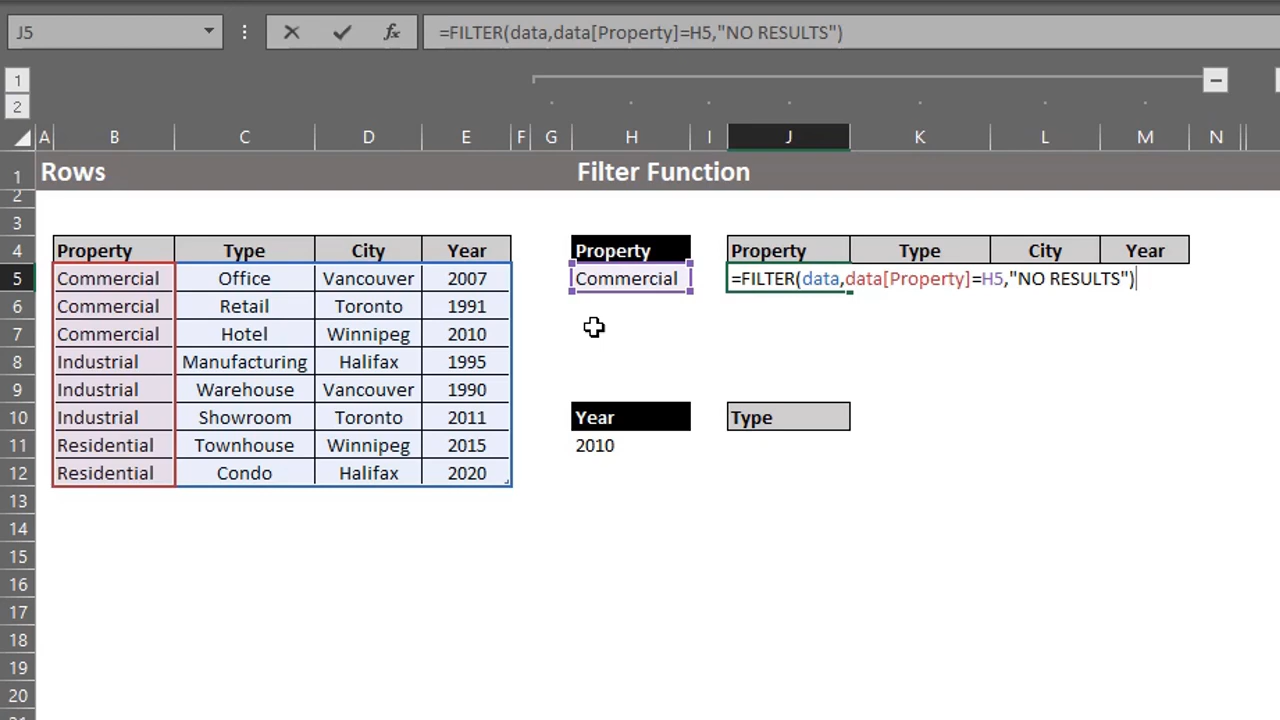 J5 fx =FILTER(data,data[Property]=H5,"NO RESULTS")
1
2
A B C D E F G H I J K L M N
1 Rows Filter Function
2
3
4 Property Type City Year Property Property Type City Year
5 Commercial Office Vancouver 2007 Commercial =FILTER(data,data[Property]=H5,"NO RESULTS")
6 Commercial Retail Toronto 1991
7 Commercial Hotel Winnipeg 2010
8 Industrial Manufacturing Halifax 1995
9 Industrial Warehouse Vancouver 1990
10 Industrial Showroom Toronto 2011 Year Type
11 Residential Townhouse Winnipeg 2015 2010
12 Residential Condo Halifax 2020
13
14
15
16
17
18
19
20